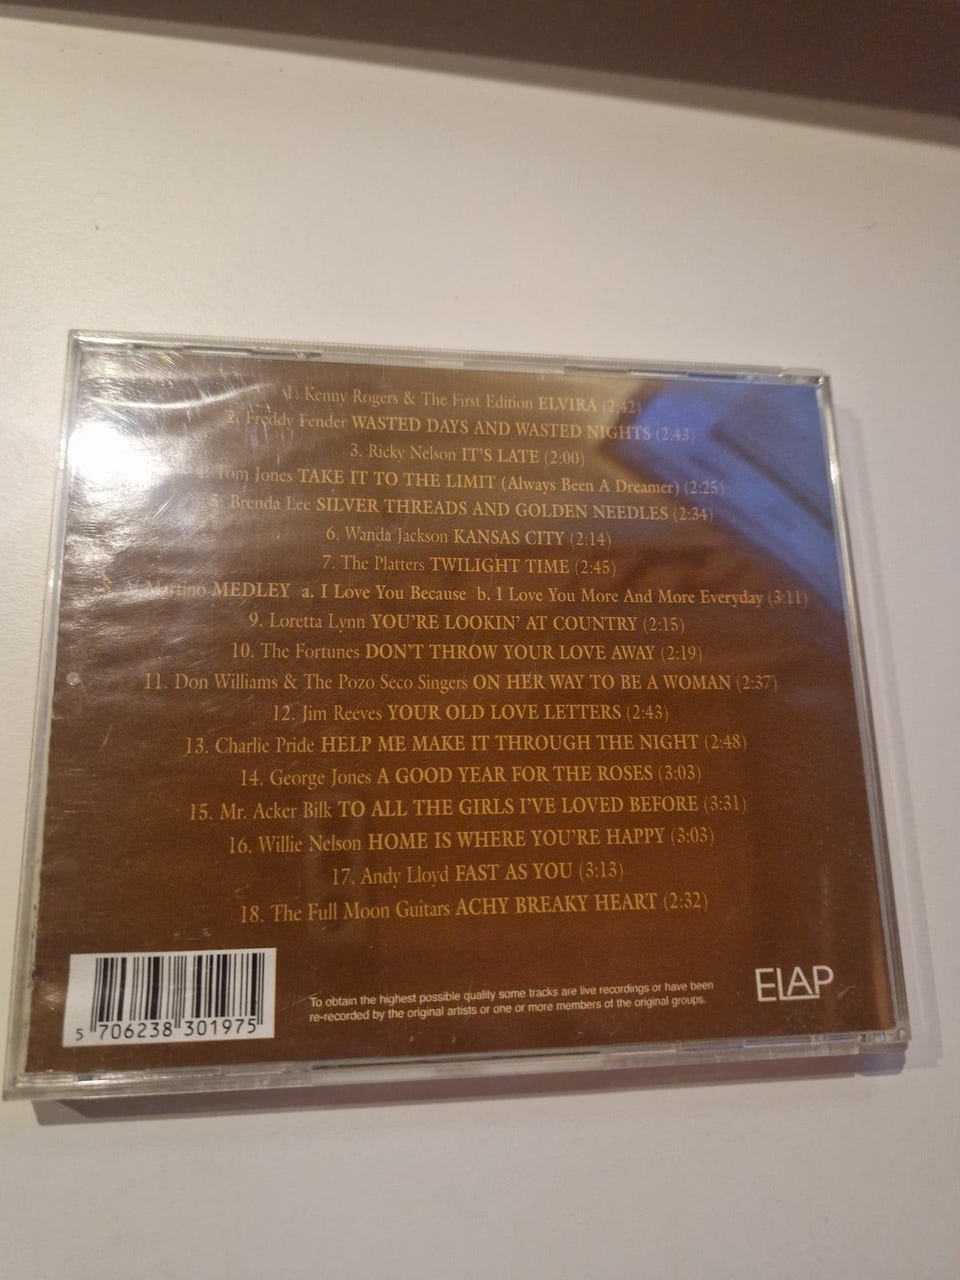 1. Kenny Rogers & The First Edition ELVIRA (2:42)
2. Freddy Fender WASTED DAYS AND WASTED NIGHTS (2:43)
3. Ricky Nelson IT'S LATE (2:00)
4. Tom Jones TAKE IT TO THE LIMIT (Always Been A Dreamer) (2:25)
5. Brenda Lee SILVER THREADS AND GOLDEN NEEDLES (2:34)
6. Wanda Jackson KANSAS CITY (2:14)
7. The Platters TWILIGHT TIME (2:45)
8. Al Martino MEDLEY a. I Love You Because b. I Love You More And More Everyday (3:11)
9. Loretta Lynn YOU'RE LOOKIN' AT COUNTRY (2:15)
10. The Fortunes DON'T THROW YOUR LOVE AWAY (2:19)
11. Don Williams & The Pozo Seco Singers ON HER WAY TO BE A WOMAN (2:37)
12. Jim Reeves YOUR OLD LOVE LETTERS (2:43)
13. Charlie Pride HELP ME MAKE IT THROUGH THE NIGHT (2:48)
14. George Jones A GOOD YEAR FOR THE ROSES (3:03)
15. Mr. Acker Bilk TO ALL THE GIRLS I'VE LOVED BEFORE (3:31)
16. Willie Nelson HOME IS WHERE YOU'RE HAPPY (3:03)
17. Andy Lloyd FAST AS YOU (3:13)
18. The Full Moon Guitars ACHY BREAKY HEART (2:32)
To obtain the highest possible quality some tracks are live recordings or have been
re-recorded by the original artists or one or more members of the original groups.
ELAP
5 706238 301975